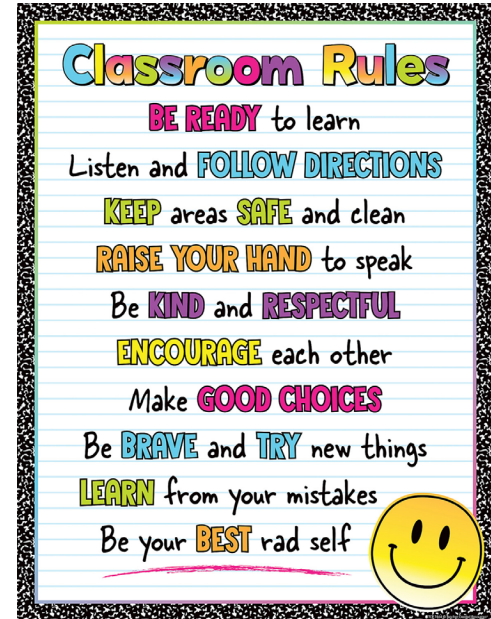 Classroom Rules
BE READY to learn
Listen and FOLLOW DIRECTIONS
KEEP areas SAFE and clean
RAISE YOUR HAND to speak
Be KIND and RESPECTFUL
ENCOURAGE each other
Make GOOD CHOICES
Be BRAVE and TRY new things
LEARN from your mistakes
Be your BEST rad self